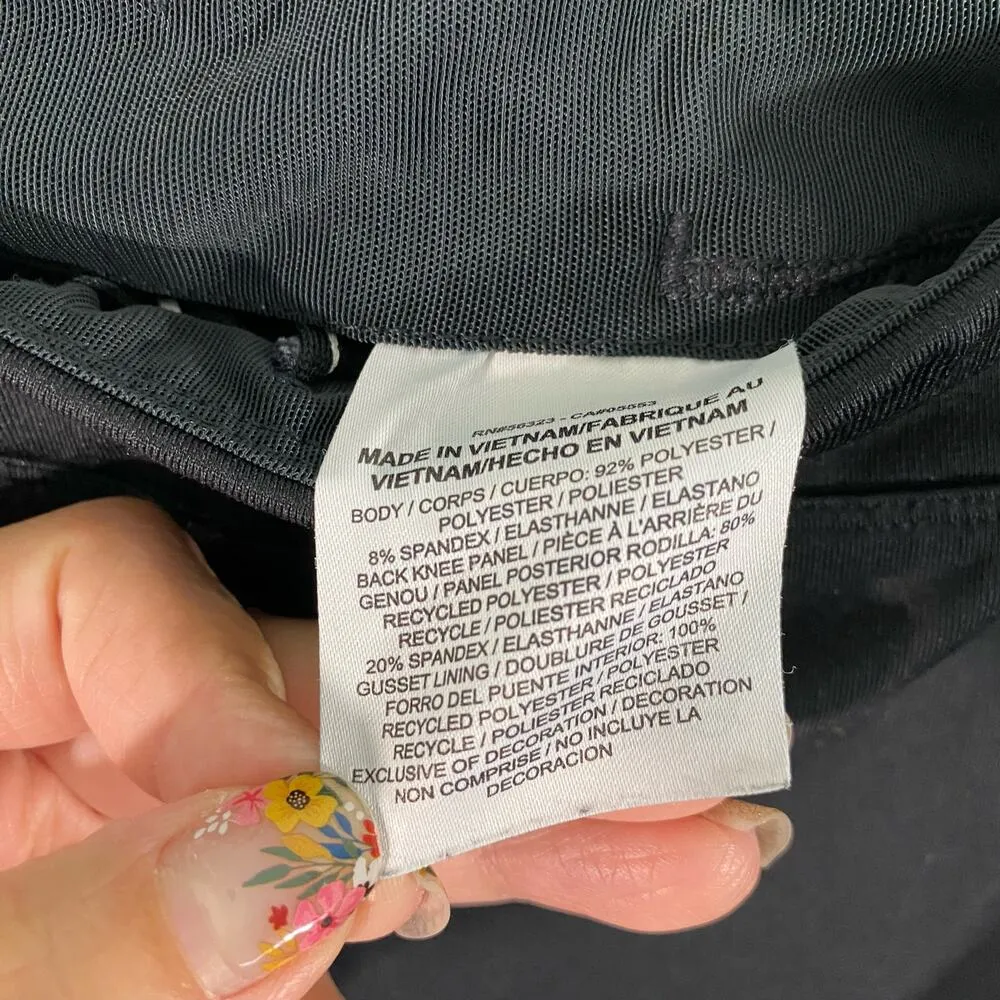 RN#56323 - CA#05553
MADE IN VIETNAM/FABRIQUE AU
VIETNAM/HECHO EN VIETNAM
BODY / CORPS / CUERPO: 92% POLYESTER /
POLYESTER / POLIESTER
8% SPANDEX / ELASTHANNE / ELASTANO
BACK KNEE PANEL / PIÈCE À L'ARRIÈRE DU
GENOU / PANEL POSTERIOR RODILLA: 80%
RECYCLED POLYESTER / POLYESTER
RECYCLE / POLIESTER RECICLADO
20% SPANDEX / ELASTHANNE / ELASTANO
GUSSET LINING / DOUBLURE DE GOUSSET /
FORRO DEL PUENTE INTERIOR: 100%
RECYCLED POLYESTER / POLYESTER
RECYCLE / POLIESTER RECICLADO
EXCLUSIVE OF DECORATION / DECORATION
NON COMPRISE / NO INCLUYE LA
DECORACION